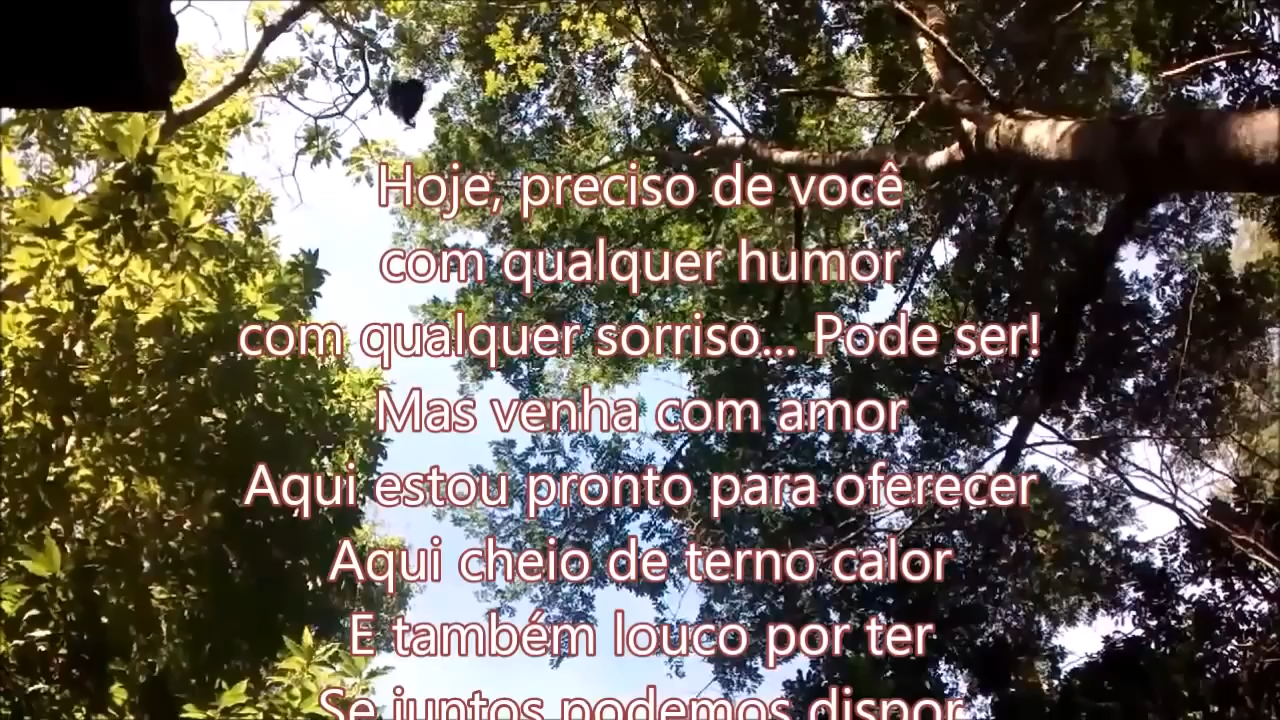 Hoje, preciso de você
com qualquer humor
com qualquer sorriso... Pode ser!
Mas venha com amor
Aqui estou pronto para oferecer
Aqui cheio de terno calor
E também louco por ter
Se juntos podemos dispor